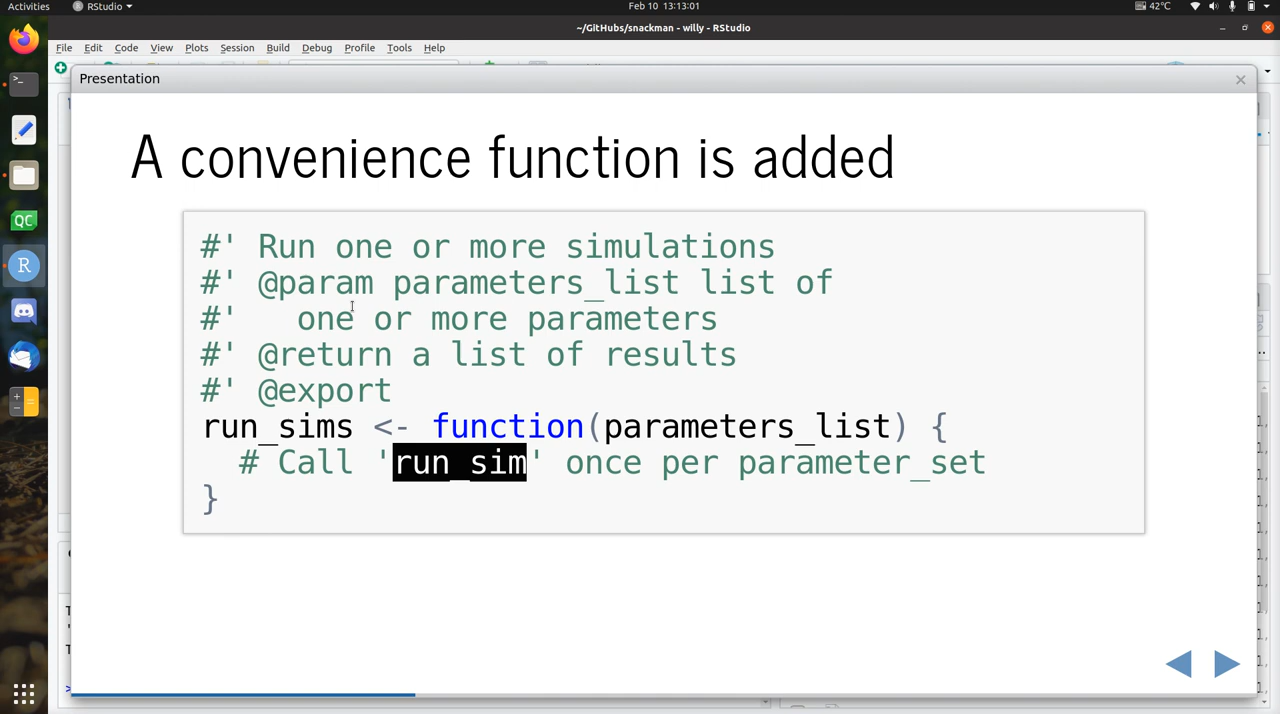 Activities
RStudio
Feb 10 13:13:01
42°C
~/GitHubs/snackman - willy - RStudio
File Edit Code View Plots Session Build Debug Profile Tools Help
Presentation
A convenience function is added
#' Run one or more simulations
#' @param parameters_list list of
#'   one or more parameters
#' @return a list of results
#' @export
run_sims <- function(parameters_list) {
  # Call 'run_sim' once per parameter_set
}
QC
R